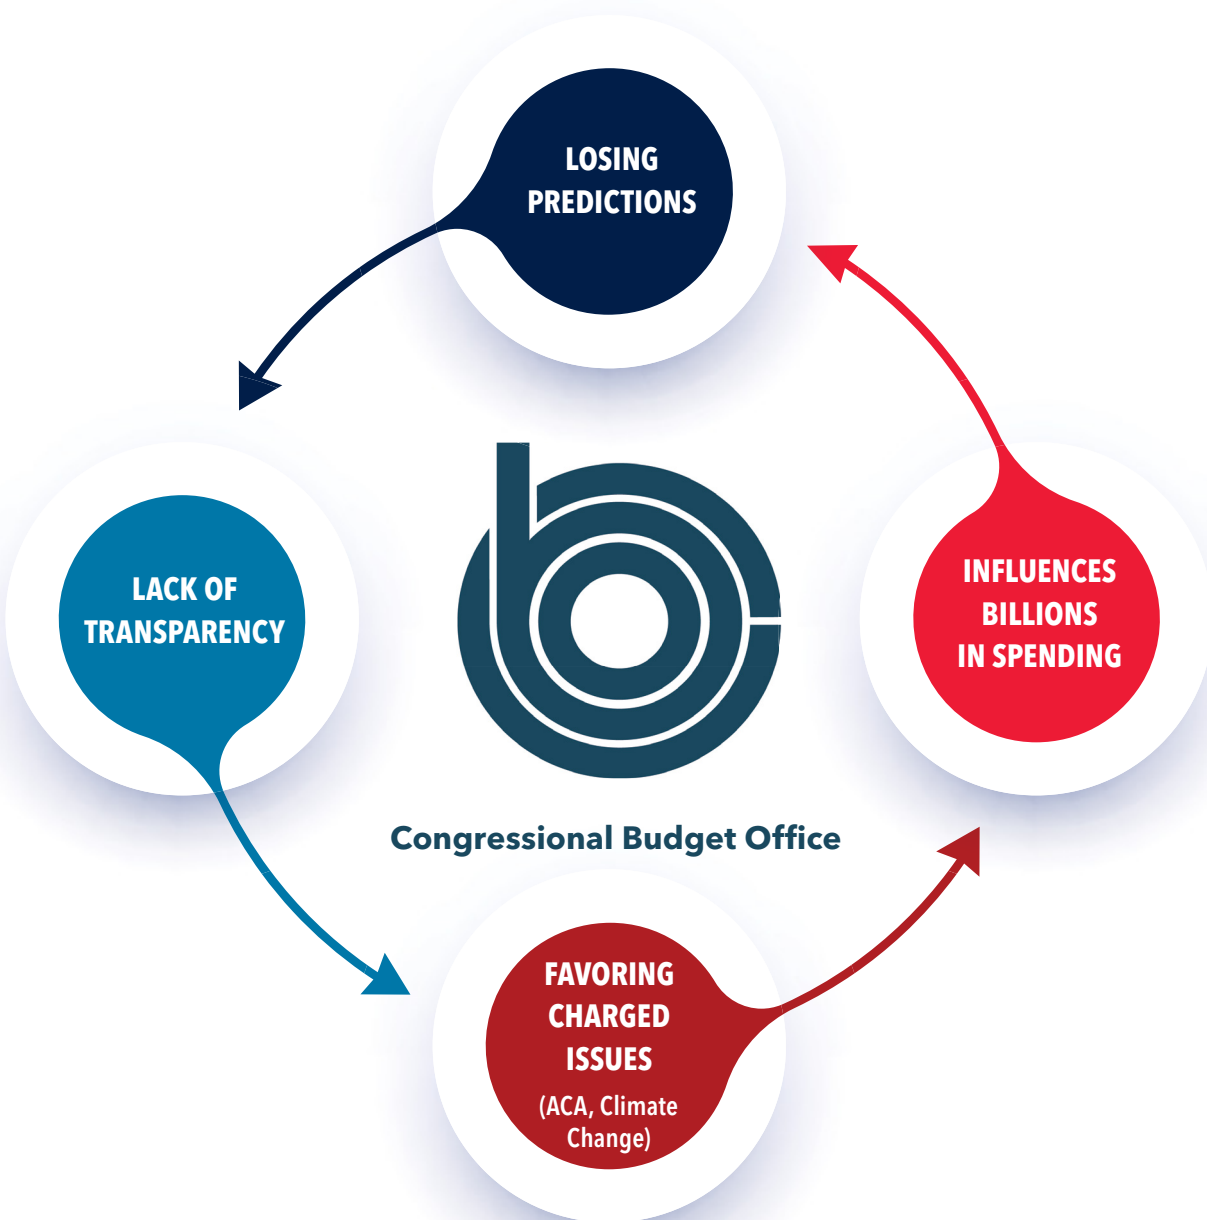 LOSING
PREDICTIONS
LACK OF
TRANSPARENCY
INFLUENCES
BILLIONS
IN SPENDING
Congressional Budget Office
FAVORING
CHARGED
ISSUES
(ACA, Climate
Change)